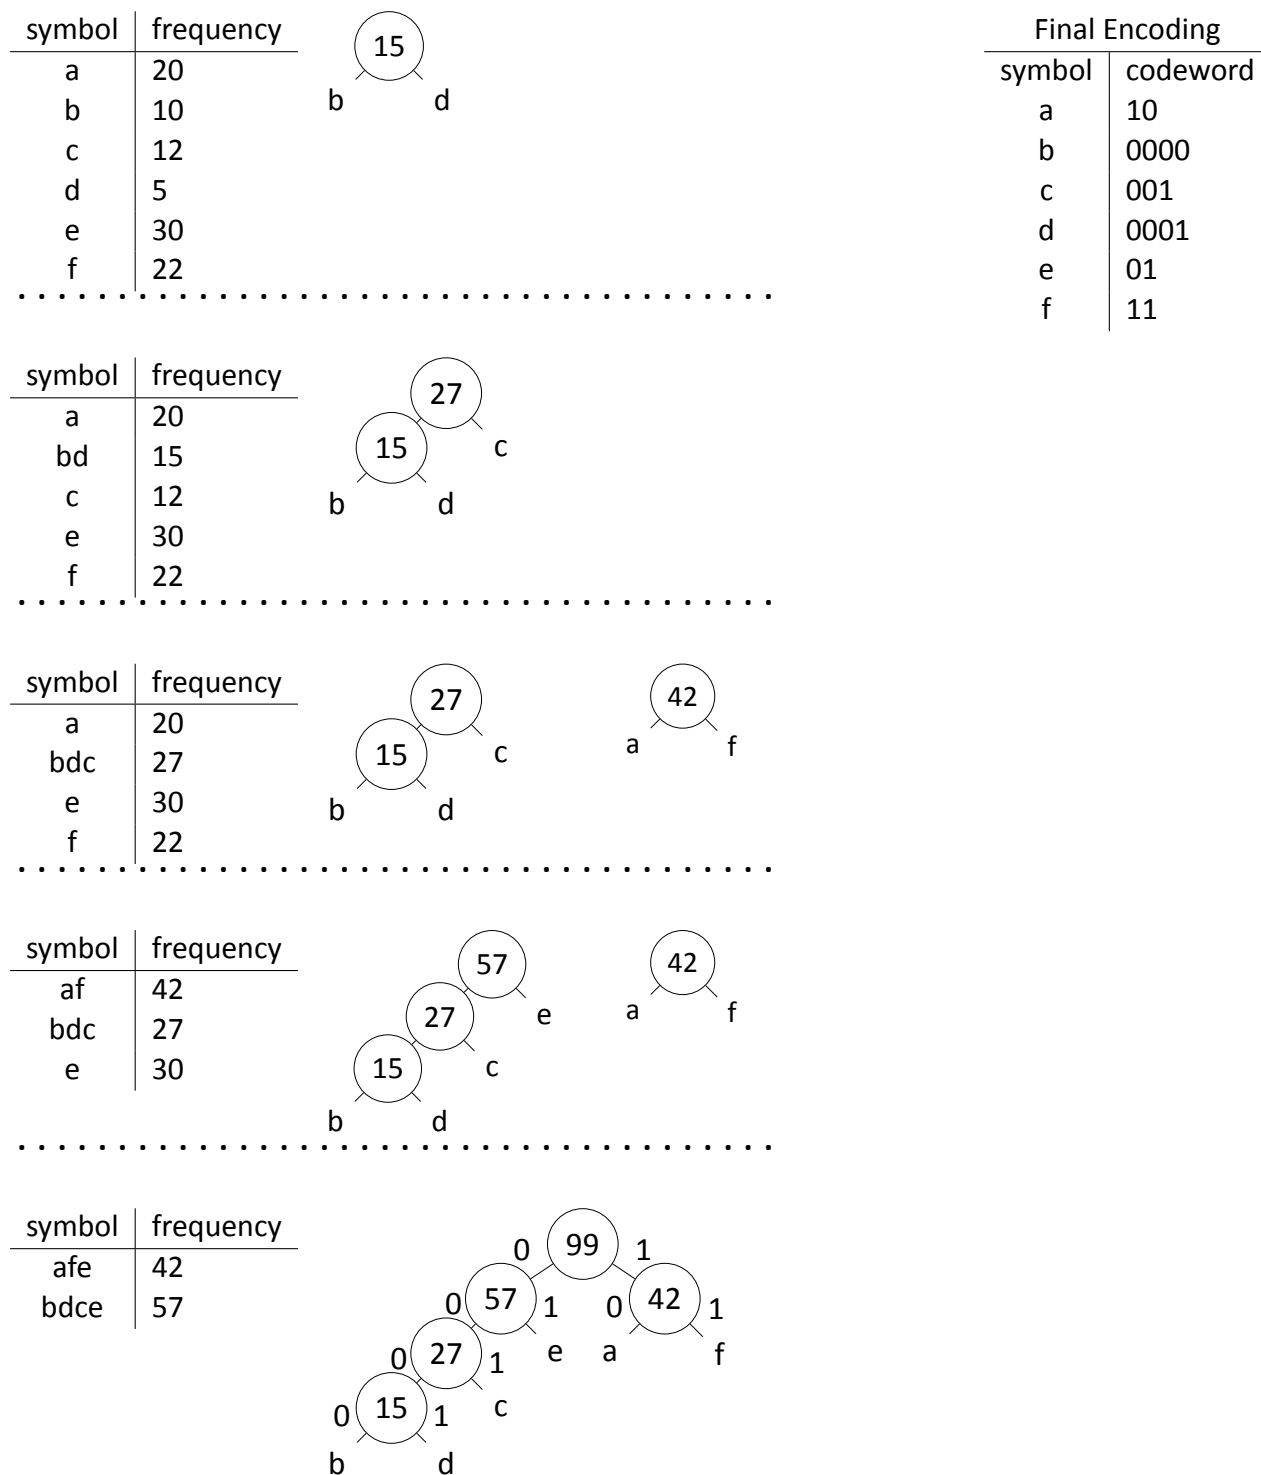 symbol frequency
a 20
b 10
c 12
d 5
e 30
f 22
15
b d
Final Encoding
symbol codeword
a 10
b 0000
c 001
d 0001
e 01
f 11
symbol frequency
a 20
bd 15
c 12
e 30
f 22
27
15 c
b d
symbol frequency
a 20
bdc 27
e 30
f 22
27
15 c
b d
42
a f
symbol frequency
af 42
bdc 27
e 30
57
27 e
15 c
b d
42
a f
symbol frequency
afe 42
bdce 57
0 99 1
0 57 1 0 42 1
0 27 1 e a f
0 15 1 c
b d